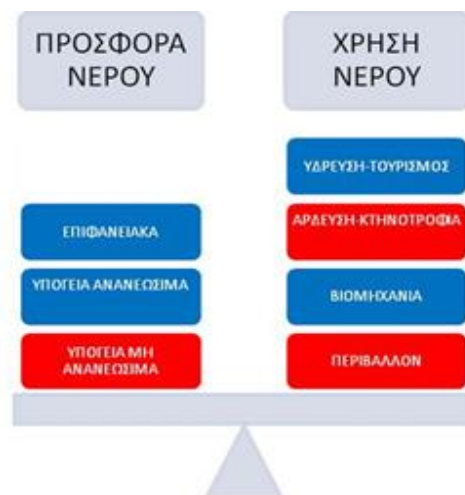 ΠΡΟΣΦΟΡΑ
ΝΕΡΟΥ
ΧΡΗΣΗ
ΝΕΡΟΥ
ΥΔΡΕΥΣΗ-ΤΟΥΡΙΣΜΟΣ
ΕΠΙΦΑΝΕΙΑΚΑ
ΑΡΔΕΥΣΗ-ΚΤΗΝΟΤΡΟΦΙΑ
ΥΠΟΓΕΙΑ ΑΝΑΝΕΩΣΙΜΑ
ΒΙΟΜΗΧΑΝΙΑ
ΥΠΟΓΕΙΑ ΜΗ
ΑΝΑΝΕΩΣΙΜΑ
ΠΕΡΙΒΑΛΛΟΝ